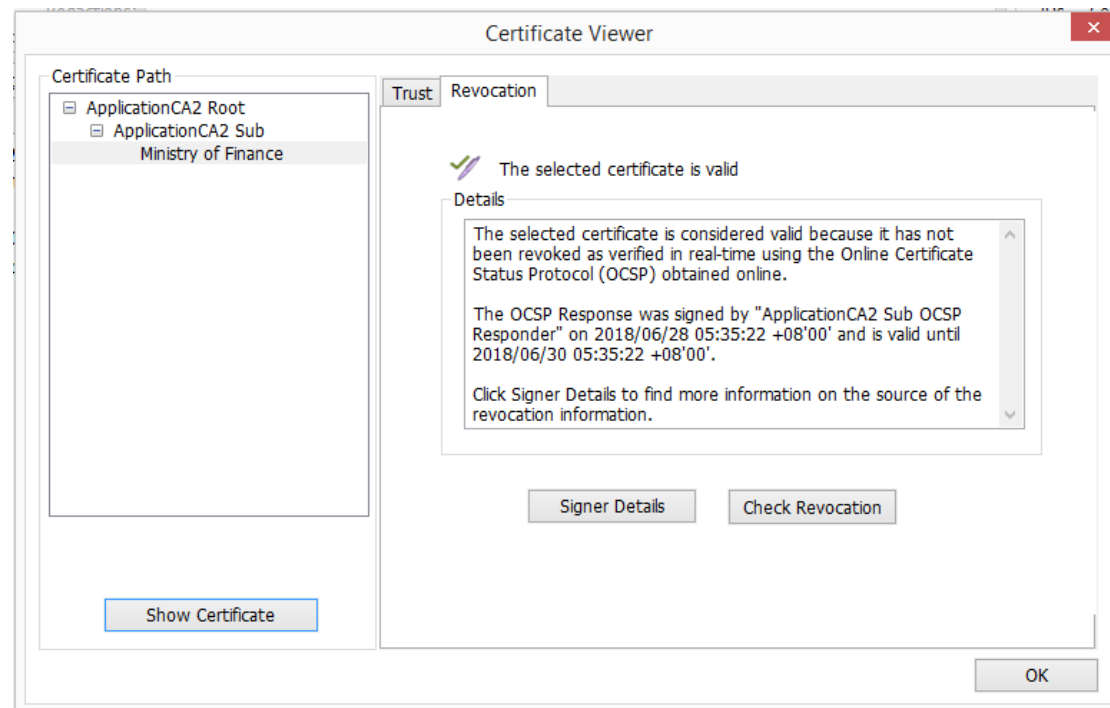 Certificate Viewer
Certificate Path
ApplicationCA2 Root
ApplicationCA2 Sub
Ministry of Finance
Show Certificate
Trust
Revocation
The selected certificate is valid
Details
The selected certificate is considered valid because it has not
been revoked as verified in real-time using the Online Certificate
Status Protocol (OCSP) obtained online.
The OCSP Response was signed by "ApplicationCA2 Sub OCSP
Responder" on 2018/06/28 05:35:22 +08'00' and is valid until
2018/06/30 05:35:22 +08'00'.
Click Signer Details to find more information on the source of the
revocation information.
Signer Details
Check Revocation
OK